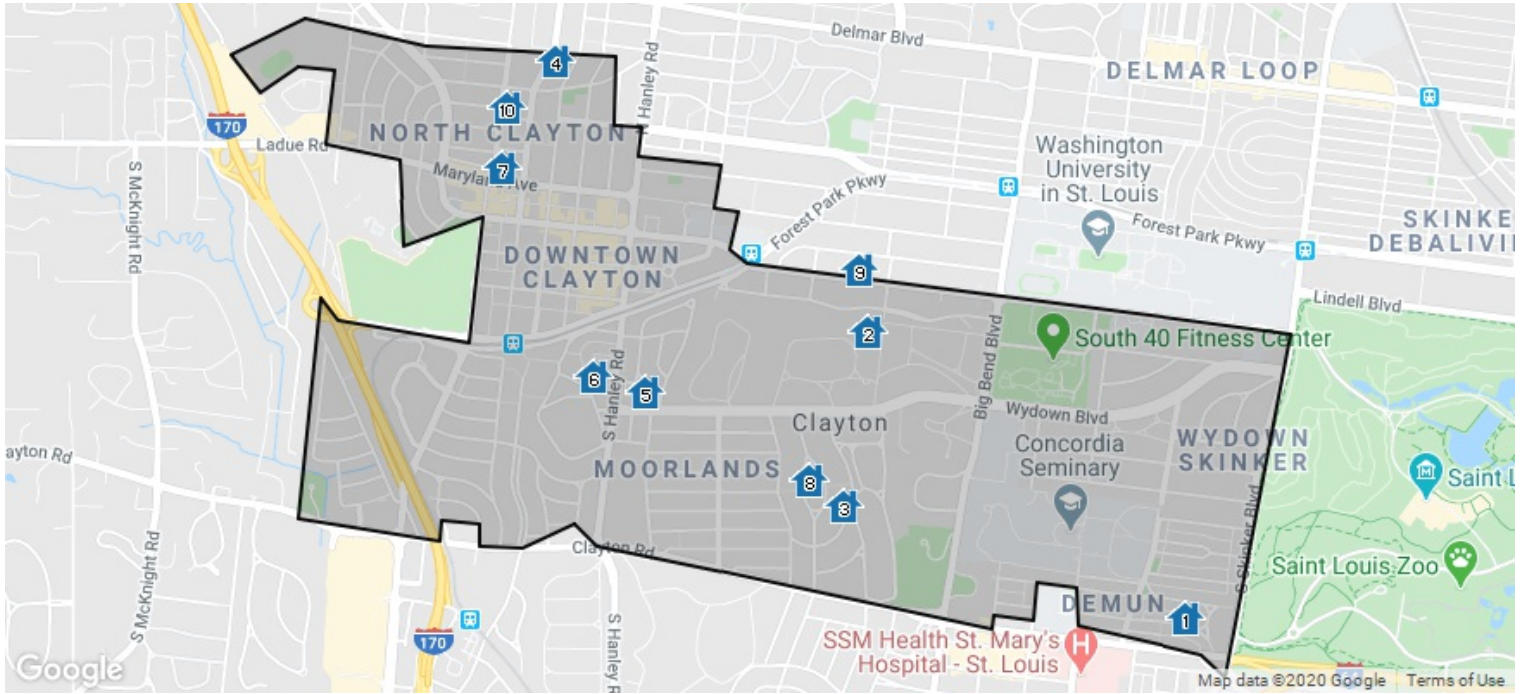 Delmar Blvd
DELMAR LOOP
N Hanley Rd
4
10
170
NORTH CLAYTON
Ladue Rd
Washington
University
in St. Louis
S McKnight Rd
7
Maryland Ave
Forest Park Pkwy
Forest Park Pkwy
SKINKE
DEBALIVI
DOWNTOWN
CLAYTON
9
Lindell Blvd
2
South 40 Fitness Center
Big Bend Blvd
6
5
S Hanley Rd
Wydown Blvd
Clayton
WYDOWN
SKINKER
Concordia
Seminary
ayton Rd
MOORLANDS
8
3
Saint L
S Skinker Blvd
S McKnight Rd
Clayton Rd
Saint Louis Zoo
S Hanley Rd
DEMUN
1
170
SSM Health St. Mary's
Hospital - St. Louis
H
Google
Map data ©2020 Google
Terms of Use